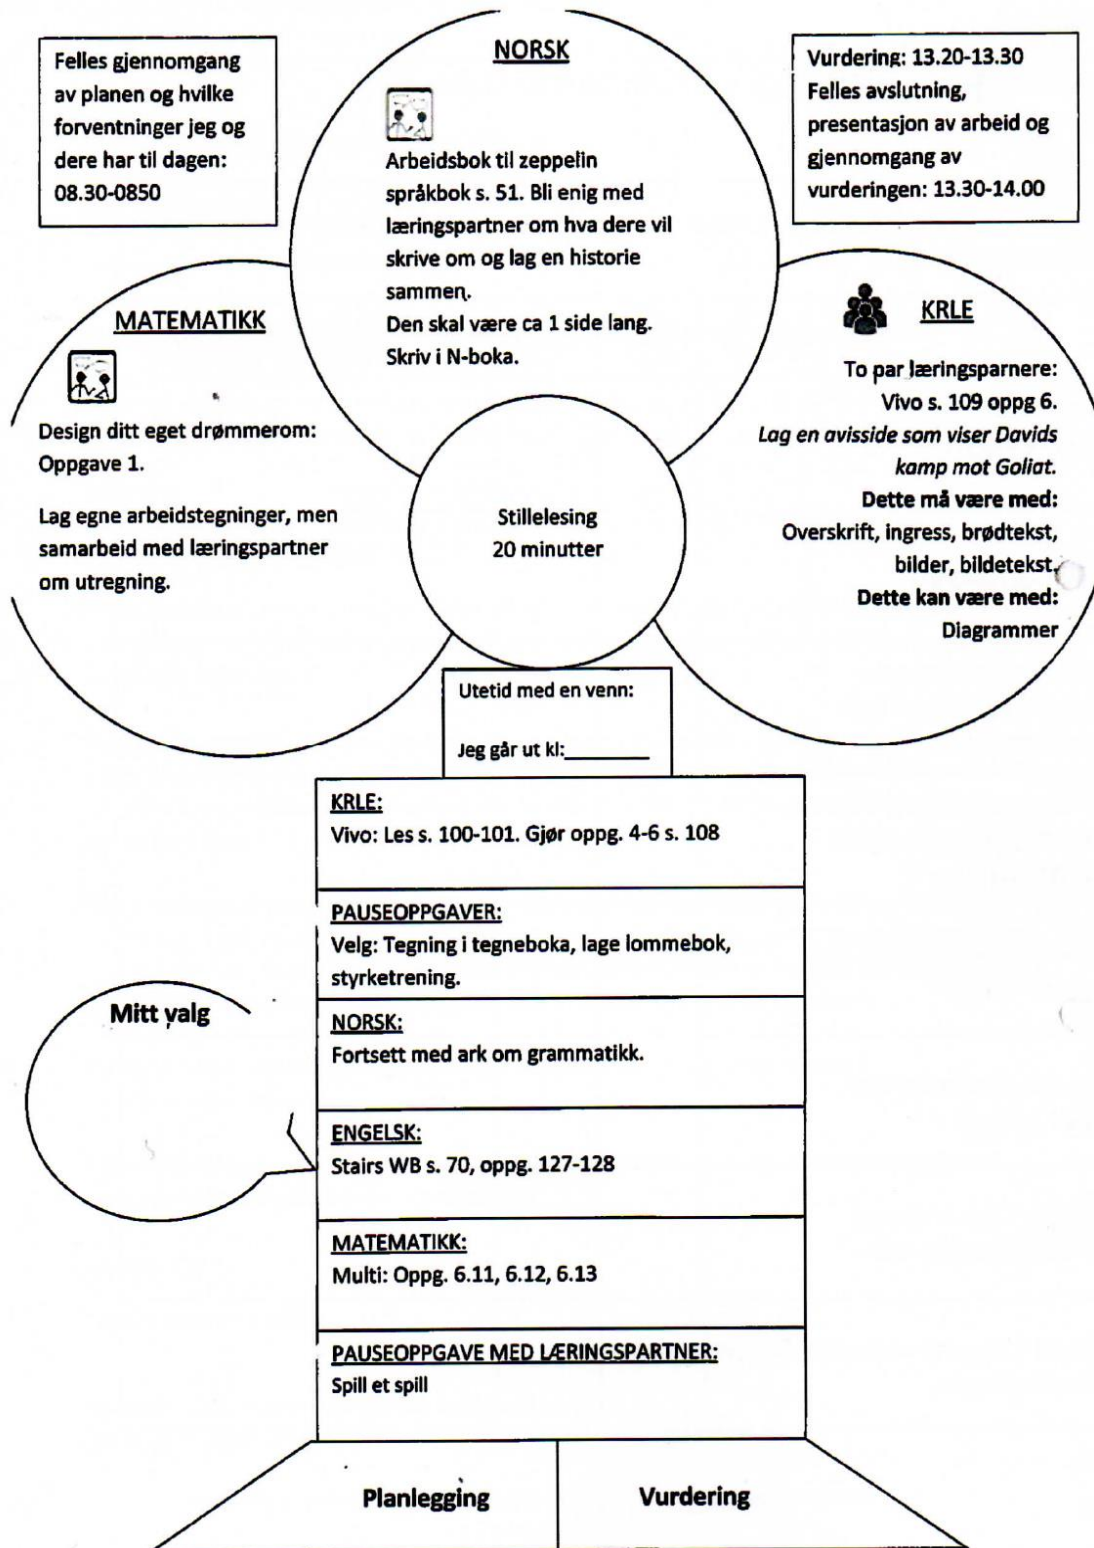 Felles gjennomgang
av planen og hvilke
forventninger jeg og
dere har til dagen:
08.30-0850
NORSK
Arbeidsbok til zeppelin
språkbok s. 51. Bli enig med
læringspartner om hva dere vil
skrive om og lag en historie
sammen.
Den skal være ca 1 side lang.
Skriv i N-boka.
Vurdering: 13.20-13.30
Felles avslutning,
presentasjon av arbeid og
gjennomgang av
vurderingen: 13.30-14.00
MATEMATIKK
Design ditt eget drømmerom:
Oppgave 1.
Lag egne arbeidstegninger, men
samarbeid med læringspartner
om utregning.
Stillelesing
20 minutter
KRLE
To par læringsparnere:
Vivo s. 109 oppg 6.
Lag en avisside som viser Davids
kamp mot Goliat.
Dette må være med:
Overskrift, ingress, brødtekst,
bilder, bildetekst,
Dette kan være med:
Diagrammer
Utetid med en venn:
Jeg går ut kl:________
KRLE:
Vivo: Les s. 100-101. Gjør oppg. 4-6 s. 108
PAUSEOPPGAVER:
Velg: Tegning i tegneboka, lage lommebok,
styrketrening.
Mitt valg
NORSK:
Fortsett med ark om grammatikk.
ENGELSK:
Stairs WB s. 70, oppg. 127-128
MATEMATIKK:
Multi: Oppg. 6.11, 6.12, 6.13
PAUSEOPPGAVE MED LÆRINGSPARTNER:
Spill et spill
Planlegging
Vurdering